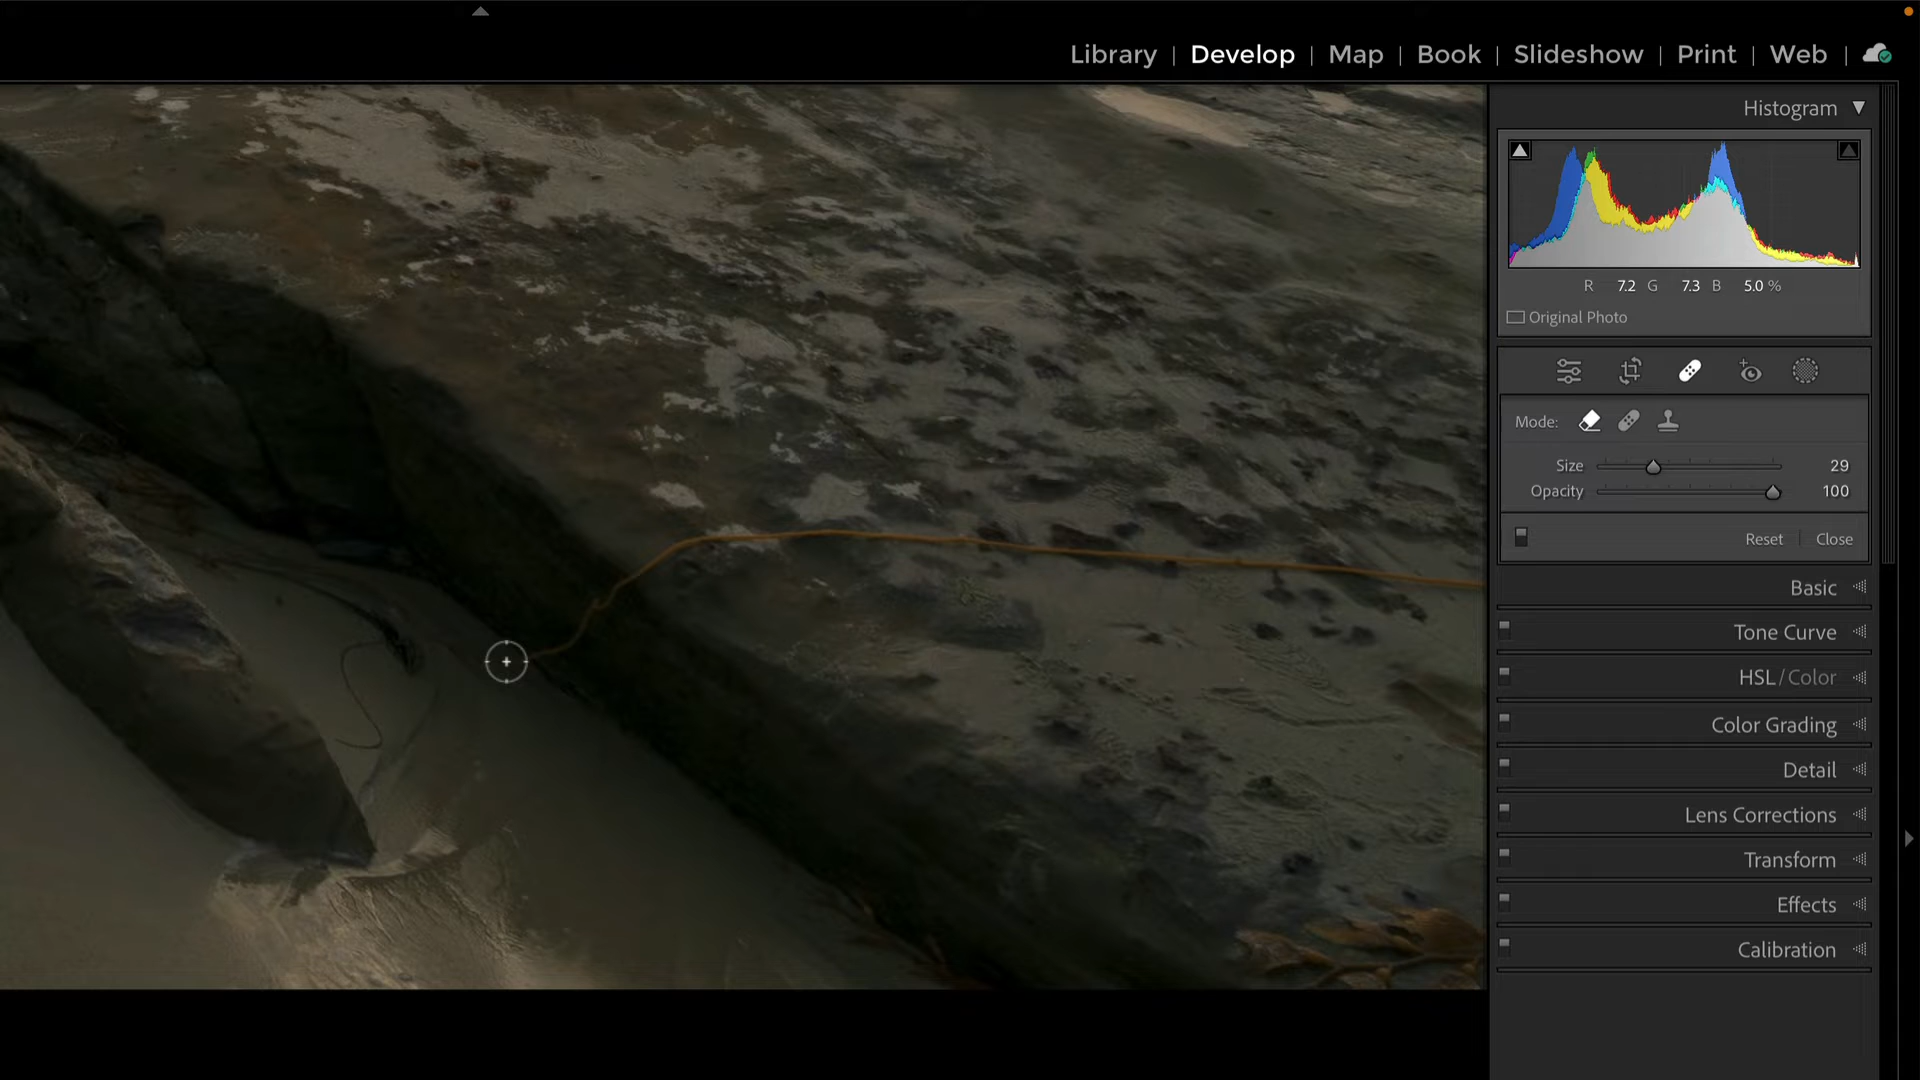 Library | Develop | Map | Book | Slideshow | Print | Web |
Histogram
R 7.2 G 7.3 B 5.0 %
Original Photo
Mode:
Size 29
Opacity 100
Reset | Close
Basic
Tone Curve
HSL / Color
Color Grading
Detail
Lens Corrections
Transform
Effects
Calibration